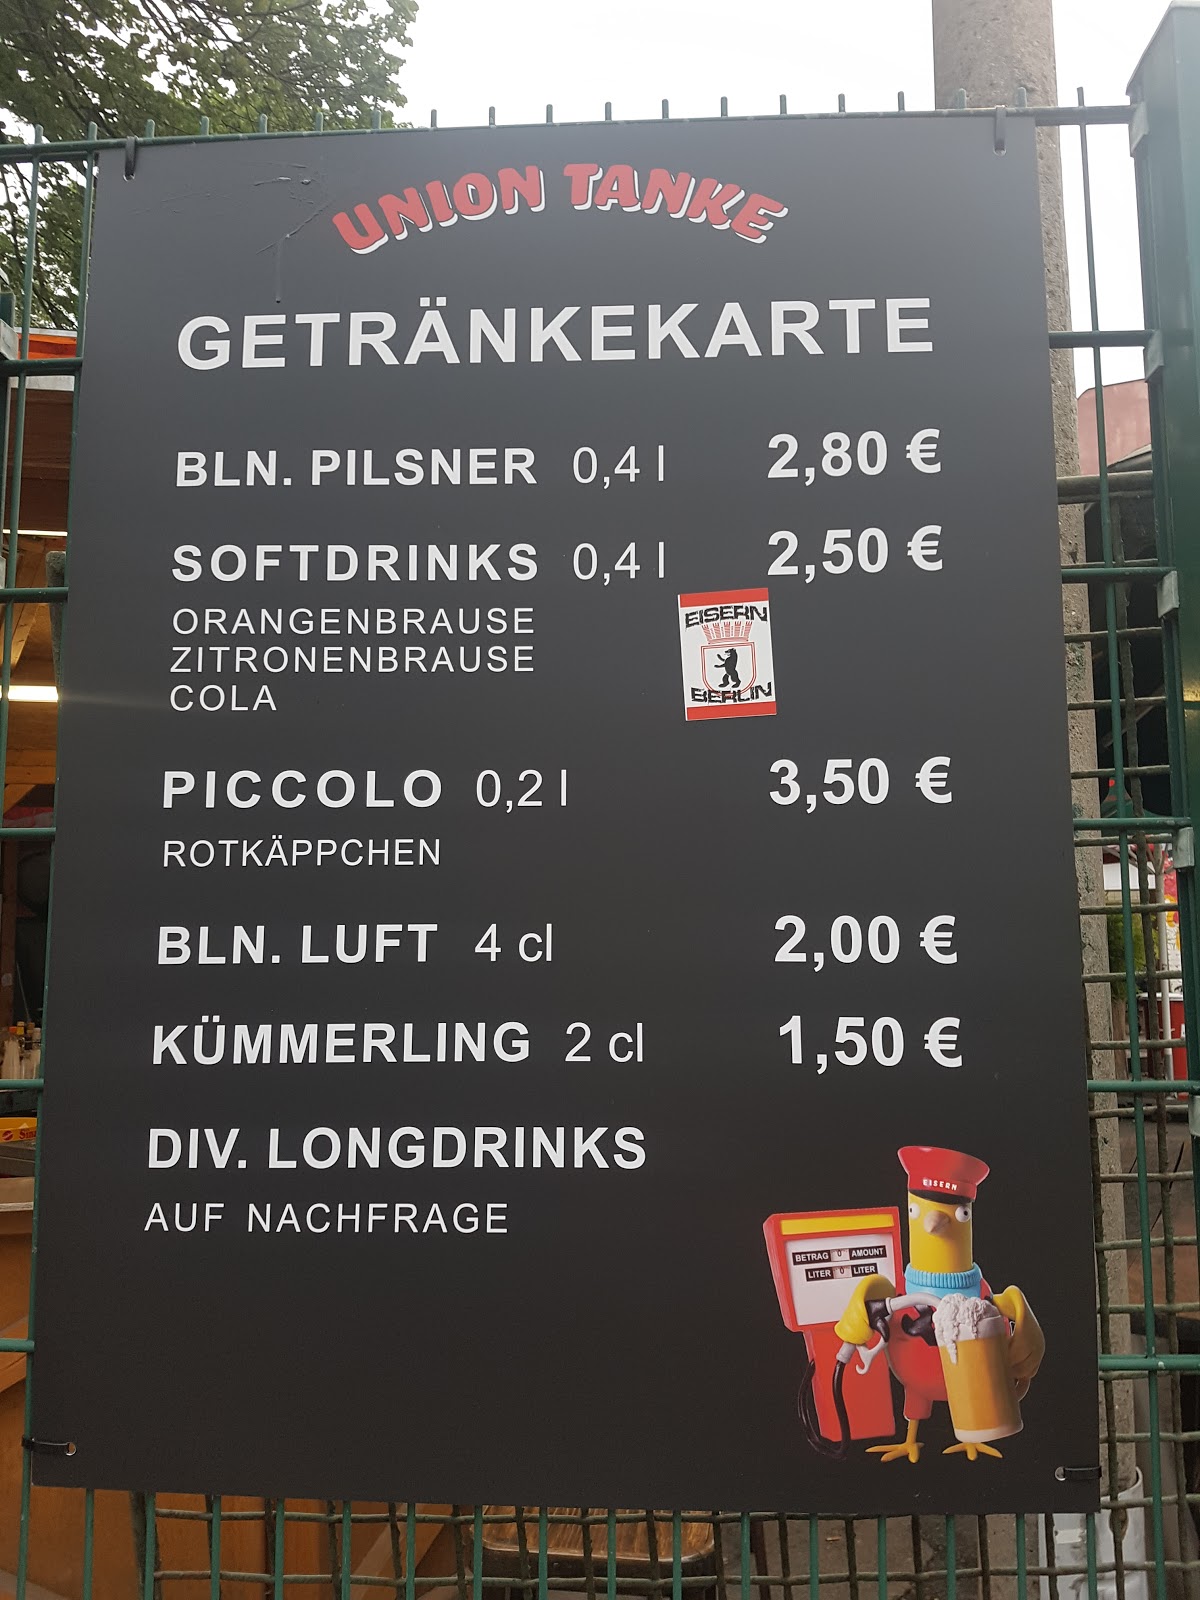 UNION TANKE
GETRÄNKEKARTE
BLN. PILSNER 0,4 l 2,80 €
SOFTDRINKS 0,4 l 2,50 €
ORANGENBRAUSE
ZITRONENBRAUSE
COLA
EISERN
BERLIN
PICCOLO 0,2 l 3,50 €
ROTKÄPPCHEN
BLN. LUFT 4 cl 2,00 €
KÜMMERLING 2 cl 1,50 €
DIV. LONGDRINKS
AUF NACHFRAGE
EISERN
BETRAG 0 AMOUNT
LITER 0 LITER